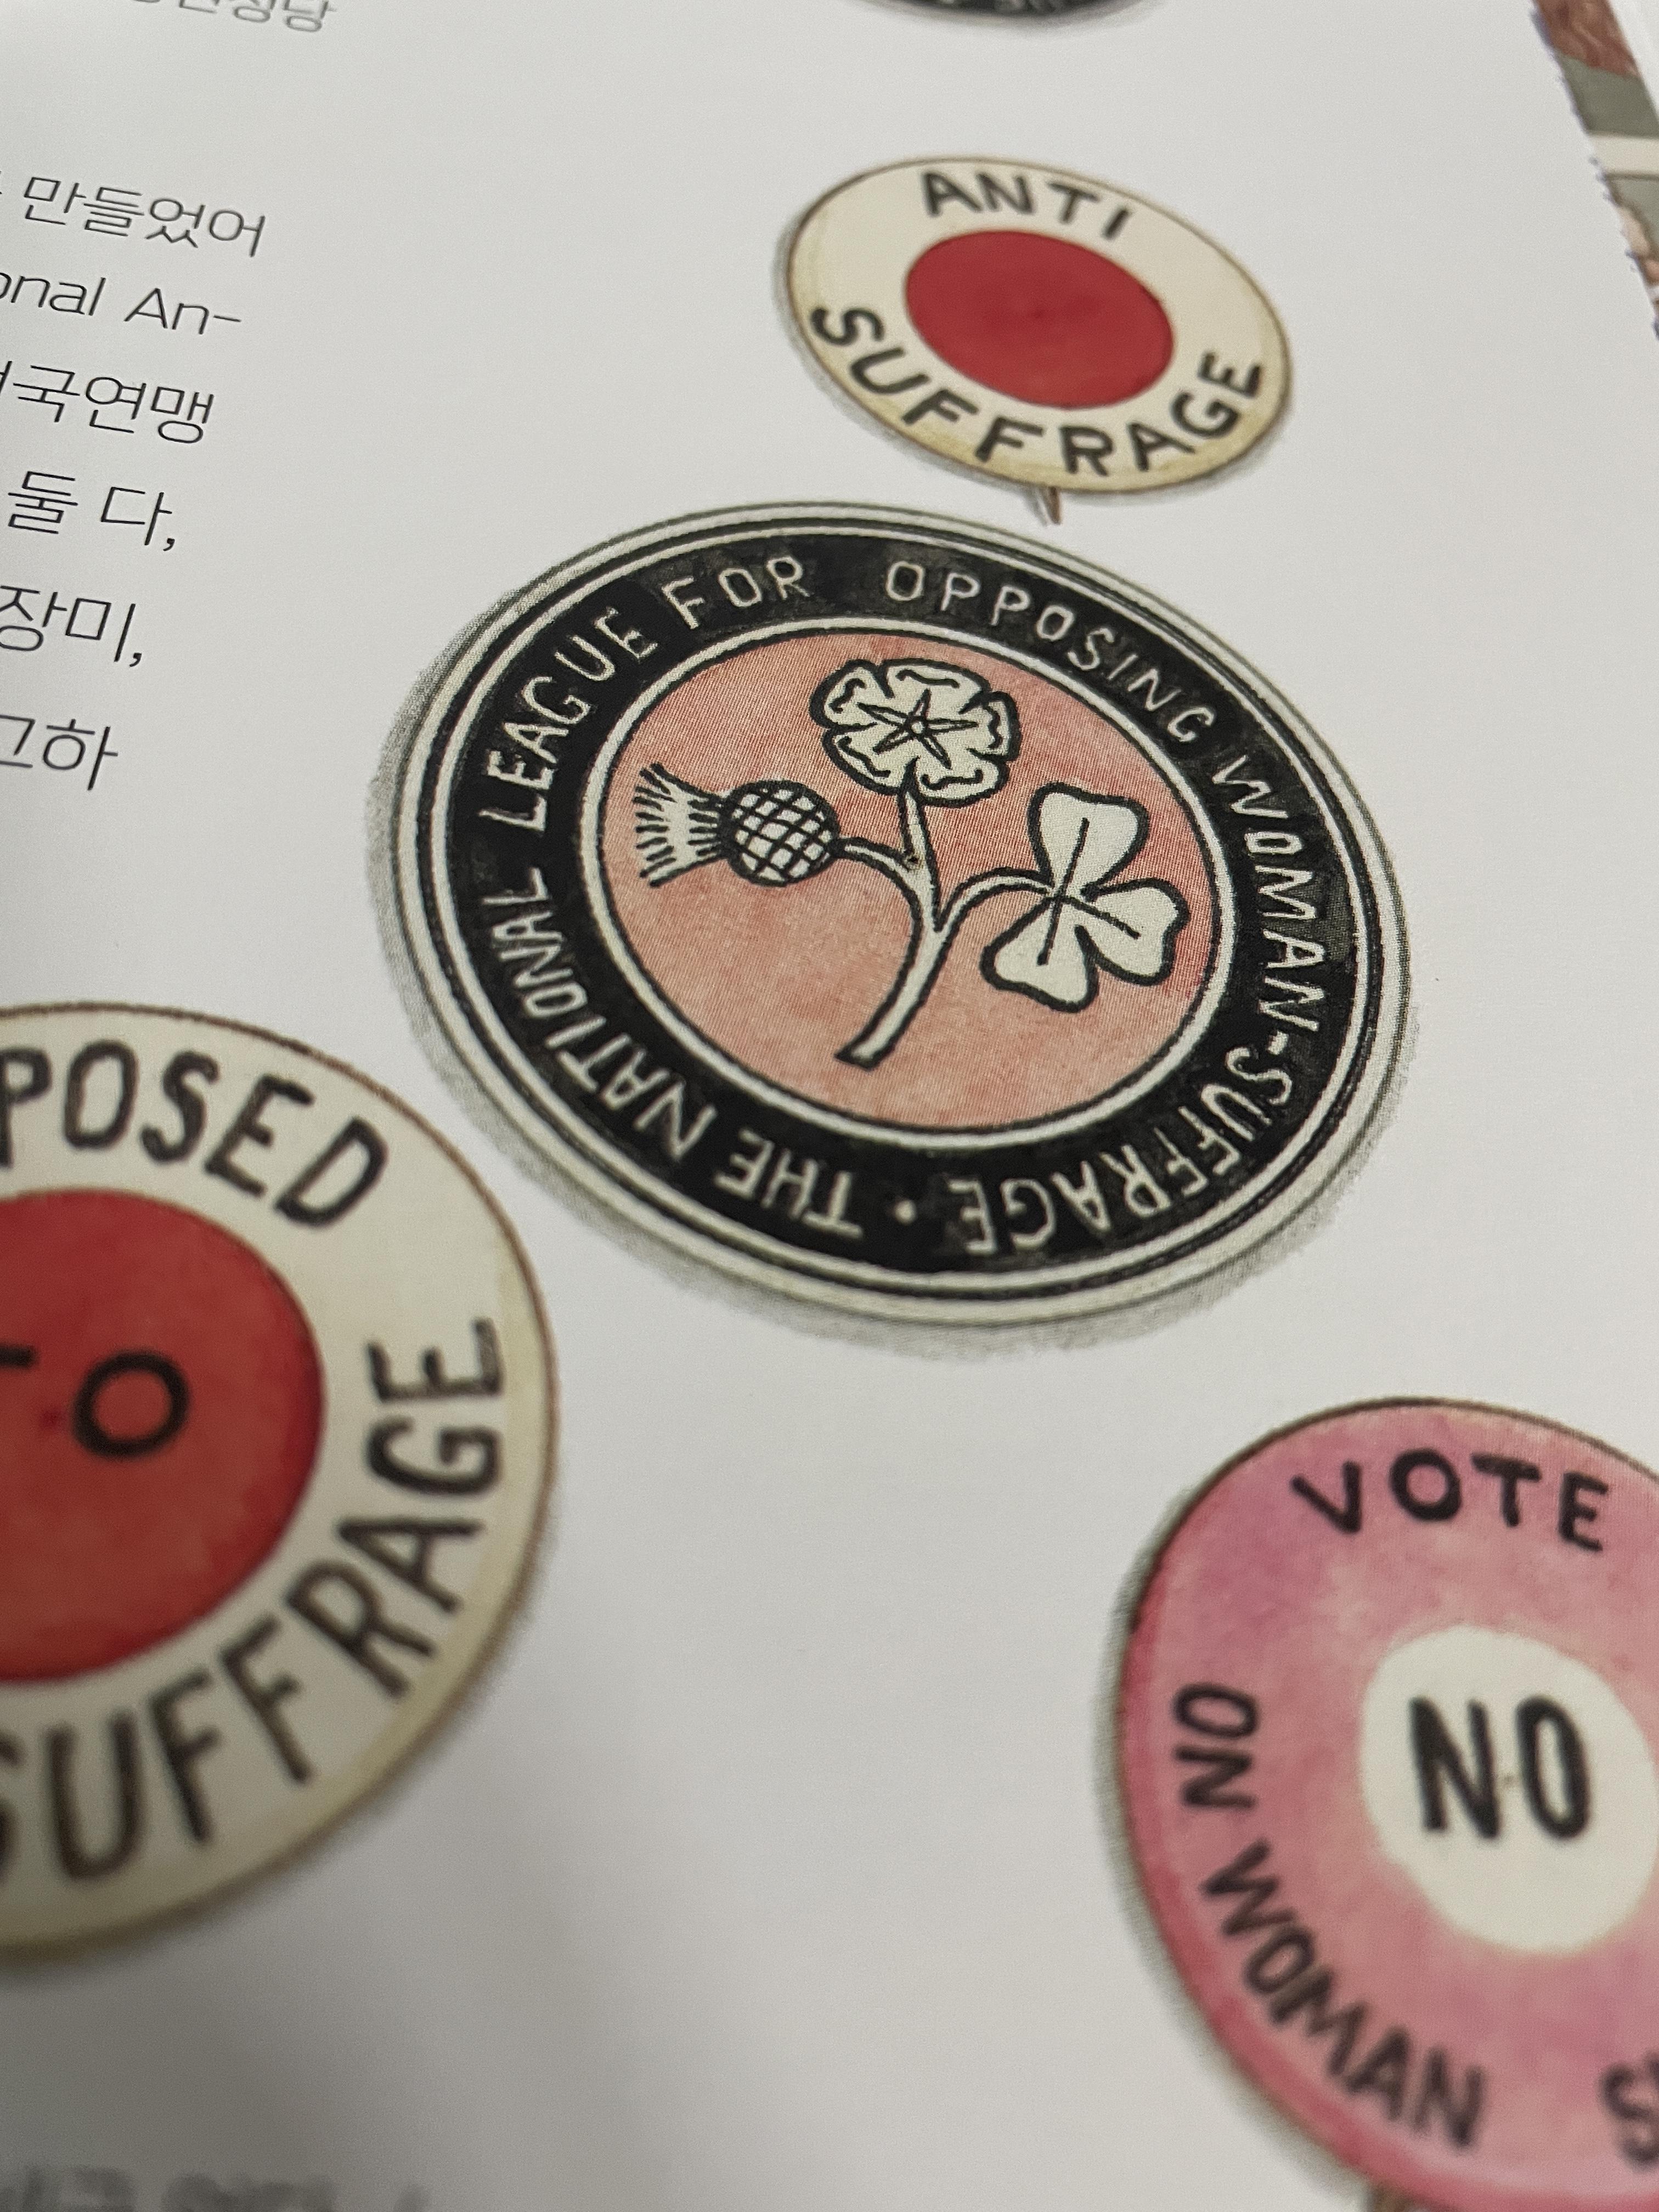 만들었어
onal An-
국연맹
둘 다,
장미,
고하
ANTI
SUFFRAGE
THE NATIONAL LEAGUE FOR OPPOSING WOMAN-SUFFRAGE •
POSED
TO
SUFFRAGE
VOTE
NO
ON WOMAN